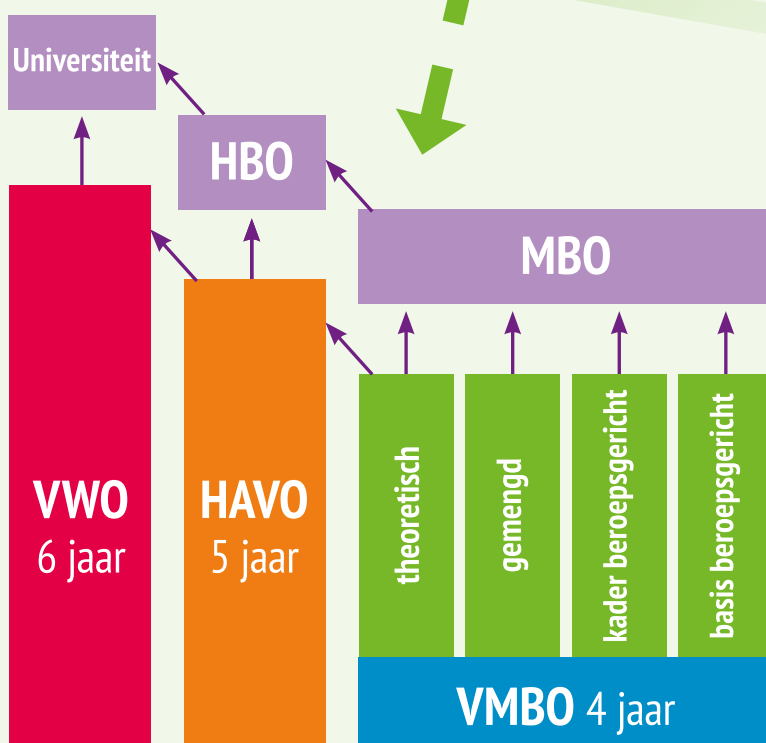 Universiteit
HBO
MBO
VWO
6 jaar
HAVO
5 jaar
theoretisch
gemengd
kader beroepsgericht
basis beroepsgericht
VMBO 4 jaar